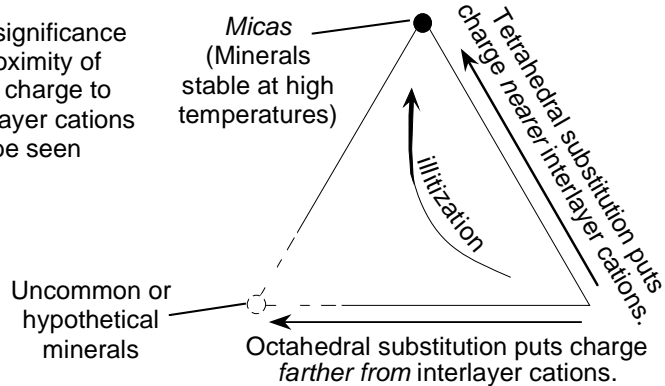 significance
oximity of
charge to
layer cations
be seen
Micas
(Minerals
stable at high
temperatures)
Tetrahedral substitution puts
charge nearer interlayer cations.
illitization
Uncommon or
hypothetical
minerals
Octahedral substitution puts charge
farther from interlayer cations.